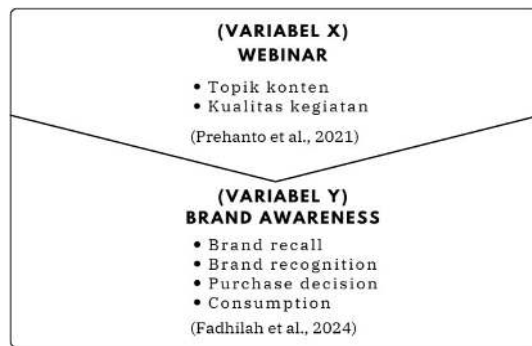 (VARIABEL X)
WEBINAR
• Topik konten
• Kualitas kegiatan
(Prehanto et al., 2021)
(VARIABEL Y)
BRAND AWARENESS
• Brand recall
• Brand recognition
• Purchase decision
• Consumption
(Fadhilah et al., 2024)